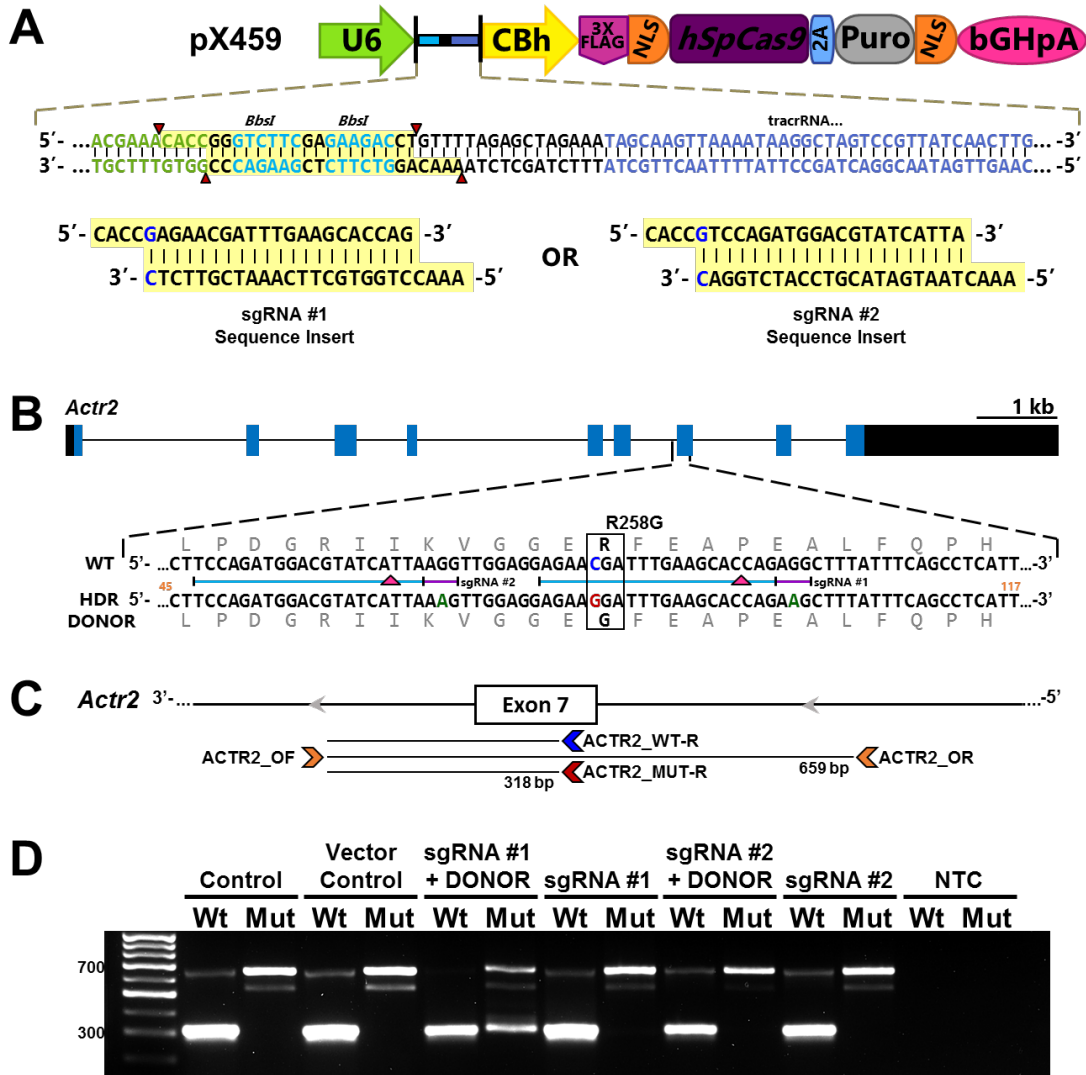 A
pX459
U6
CBh
3X FLAG
NLS
hSpCas9
2A
Puro
NLS
bGHpA
BbsI BbsI tracrRNA...
5′- ...ACGAAACACCGGGTCTTCGAGAAGACCTGTTTTAGAGCTAGAAATAGCAAGTTAAAATAAGGCTAGTCCGTTATCAACTTG... -3′
3′- ...TGCTTTGTGGCCCAGAAGCTCTTCTGGACAAAATCTCGATCTTTATCGTTCAATTTTATTCCGATCAGGCAATAGTTGAAC... -5′
5′- CACCGAGAACGATTTGAAGCACCAG -3′
3′- CTCTTGCTAAACTTCGTGGTCCAAA -5′
sgRNA #1
Sequence Insert
OR
5′- CACCGTCCAGATGGACGTATCATTA -3′
3′- CAGGTCTACCTGCATAGTAATCAAA -5′
sgRNA #2
Sequence Insert
B
Actr2
1 kb
R258G
L P D G R I I K V G G E R F E A P E A L F Q P H
WT 5′- ...CTTCCAGATGGACGTATCATTAAGGTTGGAGGAGAACGATTTGAAGCACCAGAGGCTTTATTTCAGCCTCATT...-3′
sgRNA #2 sgRNA #1
45 117
HDR 5′- ...CTTCCAGATGGACGTATCATTAAAGTTGGAGGAGAAGGATTTGAAGCACCAGAAGCTTTATTTCAGCCTCATT...-3′
DONOR L P D G R I I K V G G E G F E A P E A L F Q P H
C
Actr2 3′-.... Exon 7 ....-5′
ACTR2_WT-R
ACTR2_OF 659 bp ACTR2_OR
318 bp ACTR2_MUT-R
D
Control
Vector Control
sgRNA #1 + DONOR
sgRNA #1
sgRNA #2 + DONOR
sgRNA #2
NTC
Wt Mut Wt Mut Wt Mut Wt Mut Wt Mut Wt Mut Wt Mut
700
300